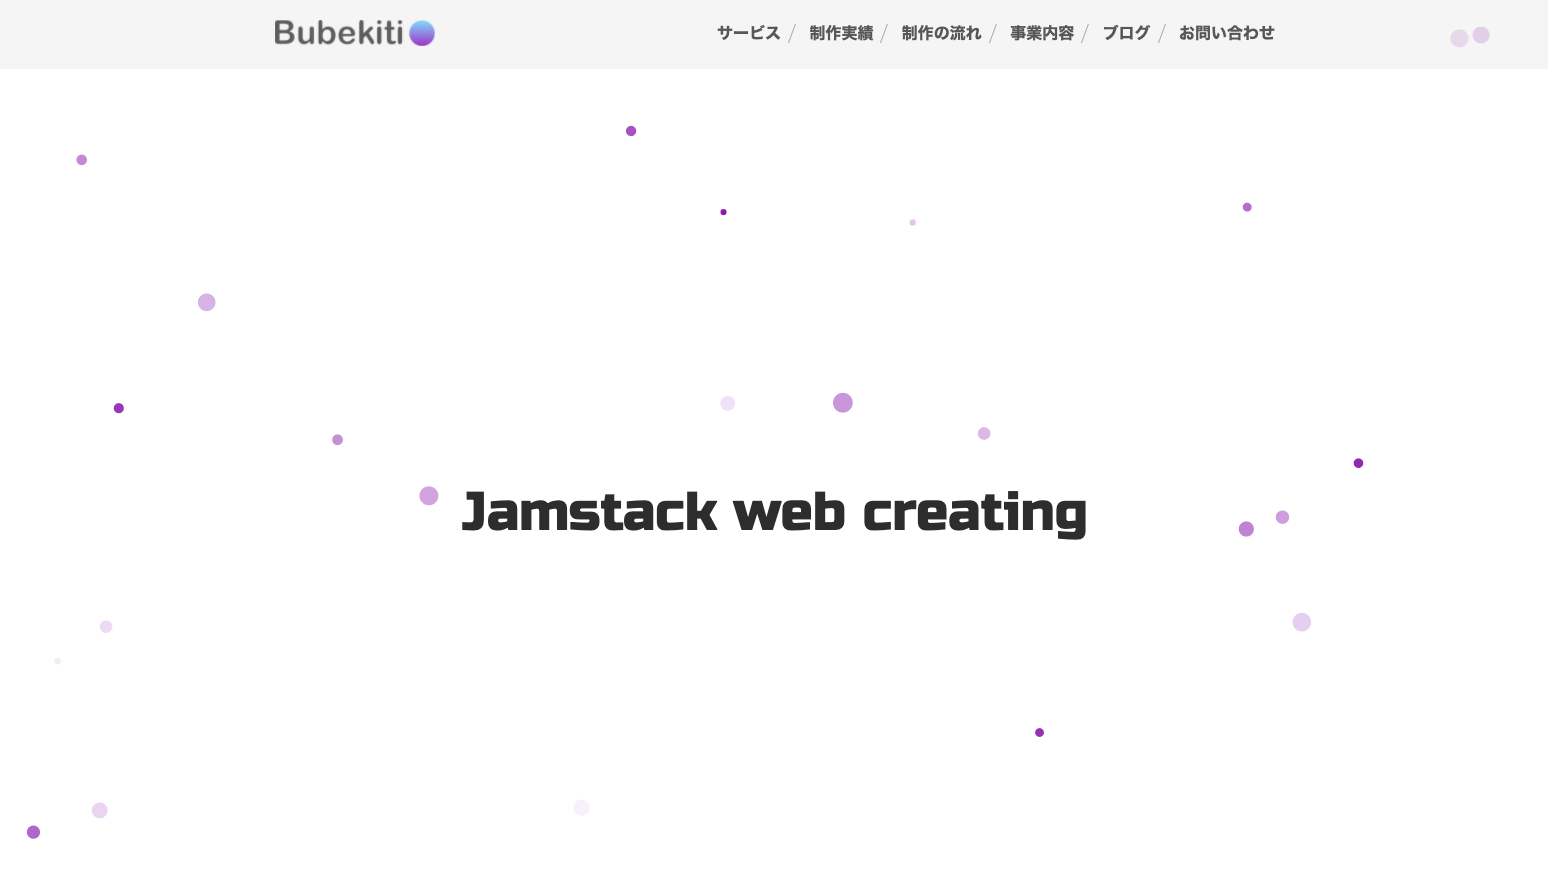 Bubekiti
サービス / 制作実績 / 制作の流れ / 事業内容 / ブログ / お問い合わせ
Jamstack web creating